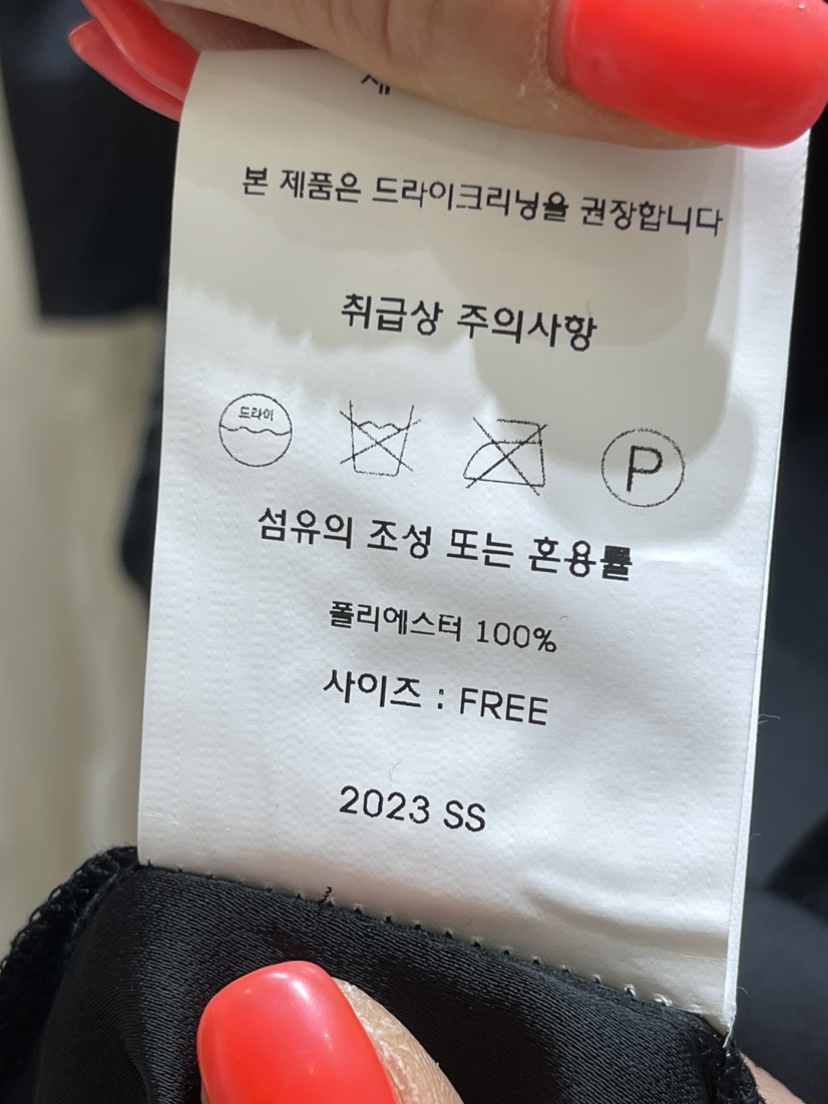 본 제품은 드라이크리닝을 권장합니다
취급상 주의사항
드라이
P
섬유의 조성 또는 혼용률
폴리에스터 100%
사이즈 : FREE
2023 SS